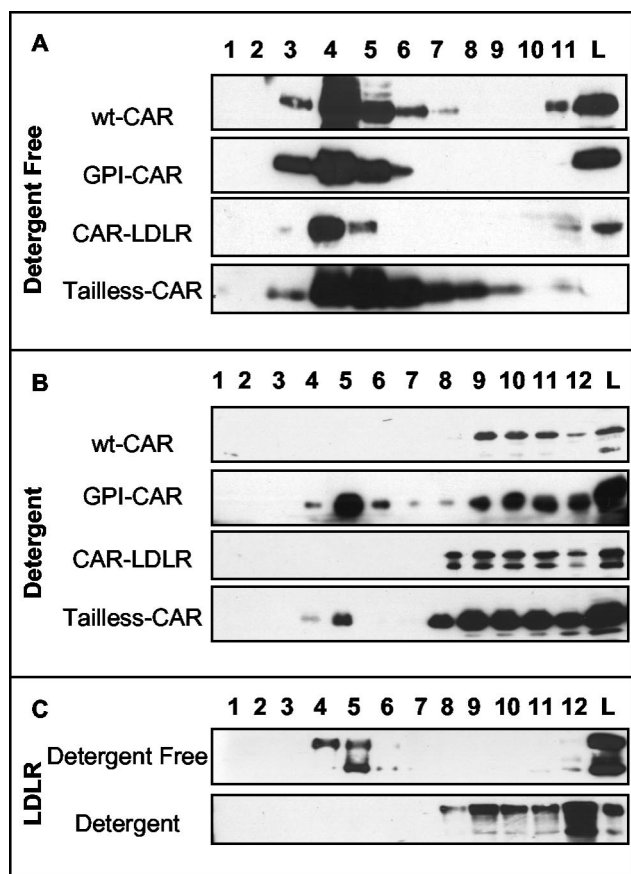 A 1 2 3 4 5 6 7 8 9 10 11 L
Detergent Free
wt-CAR
GPI-CAR
CAR-LDLR
Tailless-CAR
B 1 2 3 4 5 6 7 8 9 10 11 12 L
Detergent
wt-CAR
GPI-CAR
CAR-LDLR
Tailless-CAR
C 1 2 3 4 5 6 7 8 9 10 11 12 L
LDLR
Detergent Free
Detergent